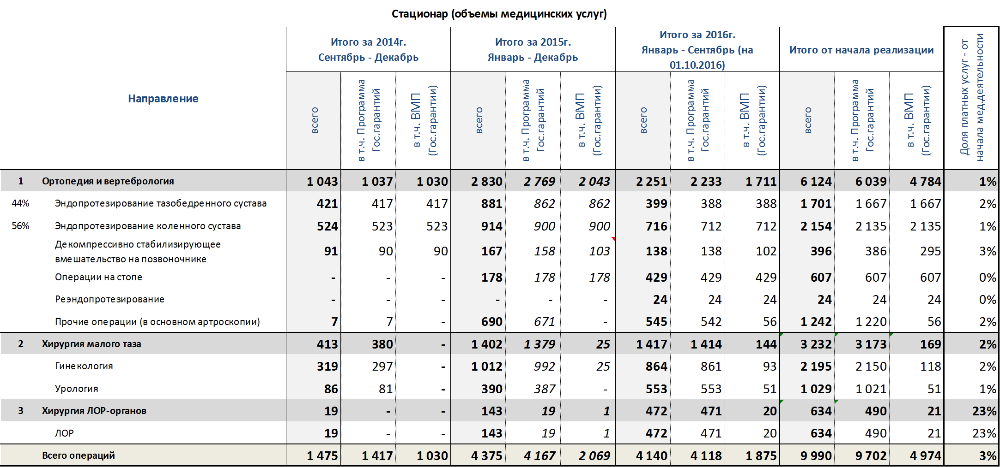 Стационар (объемы медицинских услуг)
Направление
Итого за 2014г.
Сентябрь - Декабрь
Итого за 2015г.
Январь - Декабрь
Итого за 2016г.
Январь - Сентябрь (на
01.10.2016)
Итого от начала реализации
Доля платных услуг - от
начала мед.деятельности
всего
в т.ч. Программа
Гос.гарантий
в т.ч. ВМП
(Гос.гарантии)
всего
в т.ч. Программа
Гос.гарантий
в т.ч. ВМП
(Гос.гарантии)
всего
в т.ч. Программа
Гос.гарантий
в т.ч. ВМП
(Гос.гарантии)
всего
в т.ч. Программа
Гос.гарантий
в т.ч. ВМП
(Гос.гарантии)
1 Ортопедия и вертебрология 1 043 1 037 1 030 2 830 2 769 2 043 2 251 2 233 1 711 6 124 6 039 4 784 1%
44% Эндопротезирование тазобедренного сустава 421 417 417 881 862 862 399 388 388 1 701 1 667 1 667 2%
56% Эндопротезирование коленного сустава 524 523 523 914 900 900 716 712 712 2 154 2 135 2 135 1%
Декомпрессивно стабилизирующее
вмешательство на позвоночнике 91 90 90 167 158 103 138 138 102 396 386 295 3%
Операции на стопе - - - 178 178 178 429 429 429 607 607 607 0%
Реэндопротезирование - - - - - - 24 24 24 24 24 24 0%
Прочие операции (в основном артроскопии) 7 7 - 690 671 - 545 542 56 1 242 1 220 56 2%
2 Хирургия малого таза 413 380 - 1 402 1 379 25 1 417 1 414 144 3 232 3 173 169 2%
Гинекология 319 297 - 1 012 992 25 864 861 93 2 195 2 150 118 2%
Урология 86 81 - 390 387 - 553 553 51 1 029 1 021 51 1%
3 Хирургия ЛОР-органов 19 - - 143 19 1 472 471 20 634 490 21 23%
ЛОР 19 - - 143 19 1 472 471 20 634 490 21 23%
Всего операций 1 475 1 417 1 030 4 375 4 167 2 069 4 140 4 118 1 875 9 990 9 702 4 974 3%